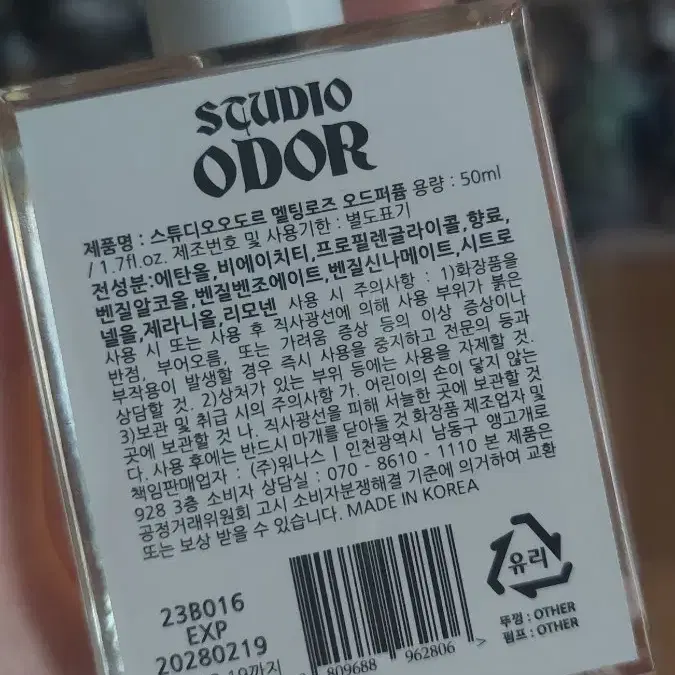 STUDIO
ODOR
제품명 : 스튜디오오도르 멜팅로즈 오드퍼퓸 용량 : 50ml
/ 1.7fl.oz. 제조번호 및 사용기한 : 별도표기
전성분:에탄올,비에이치티,프로필렌글라이콜,향료,
벤질알코올,벤질벤조에이트,벤질신나메이트,시트로
넬올,제라니올,리모넨 사용 시 주의사항 : 1)화장품을
사용 시 또는 사용 후 직사광선에 의해 사용 부위가 붉은
반점, 부어오름, 또는 가려움 증상 등의 이상 증상이나
부작용이 발생할 경우 즉시 사용을 중지하고 전문의 등과
상담할 것. 2)상처가 있는 부위 등에는 사용을 자제할 것.
3)보관 및 취급 시의 주의사항 가. 어린이의 손이 닿지 않는
곳에 보관할 것 나. 직사광선을 피해 서늘한 곳에 보관할 것
다. 사용 후에는 반드시 마개를 닫아둘 것 화장품 제조업자 및
책임판매업자 : (주)워나스 | 인천광역시 남동구 앵고개로
928 3층 소비자 상담실 : 070 - 8610 - 1110 본 제품은
공정거래위원회 고시 소비자분쟁해결 기준에 의거하여 교환
또는 보상 받을 수 있습니다. MADE IN KOREA
유리
뚜껑 : OTHER
펌프 : OTHER
23B016
EXP
20280219
809688 962806 >